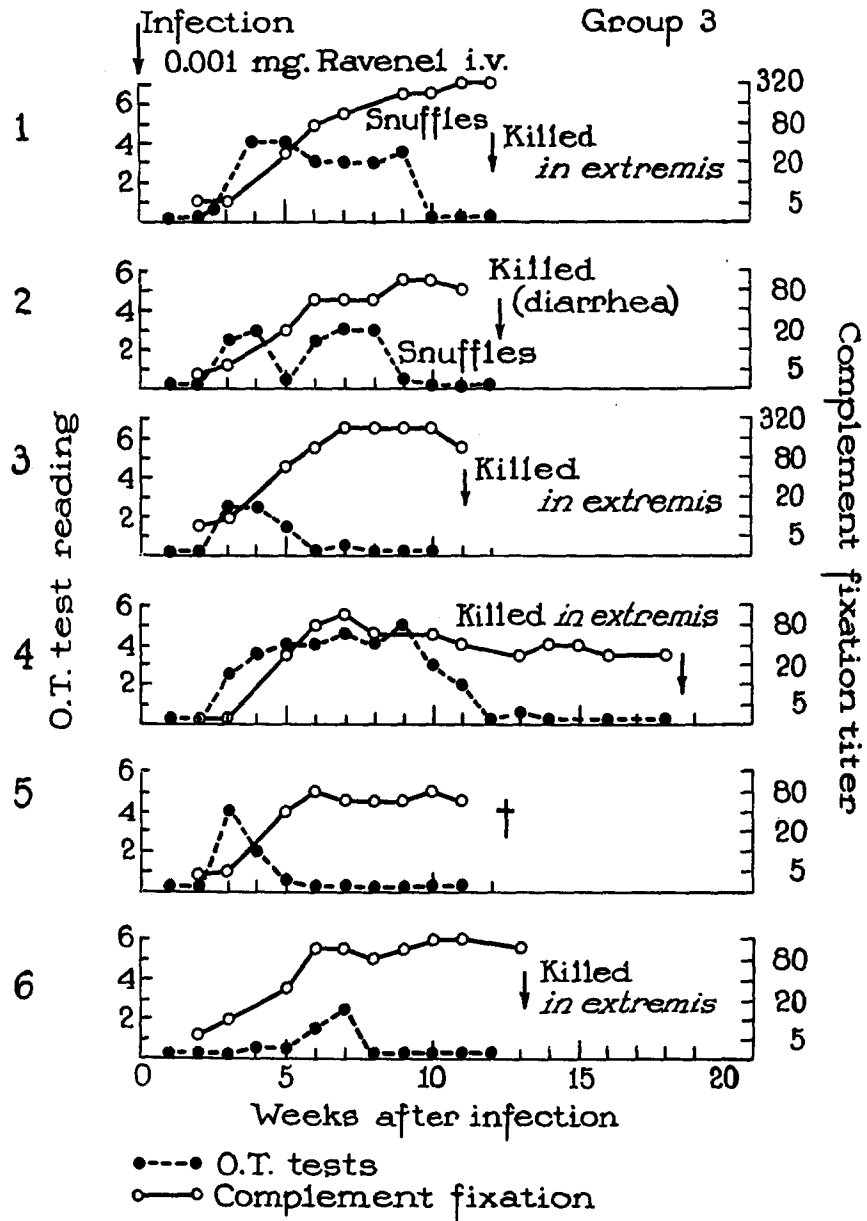 Infection Group 3
0.001 mg. Ravenel i.v.
1
6
4
2
Snuffles
Killed
in extremis
320
80
20
5
2
6
4
2
Killed
(diarrhea)
Snuffles
80
20
5
3
6
4
2
Killed
in extremis
320
80
20
5
4
6
4
2
Killed in extremis
80
20
5
5
6
4
2
†
80
20
5
6
6
4
2
Killed
in extremis
80
20
5
O.T. test reading
Complement fixation titer
0 5 10 15 20
Weeks after infection
O.T. tests
Complement fixation